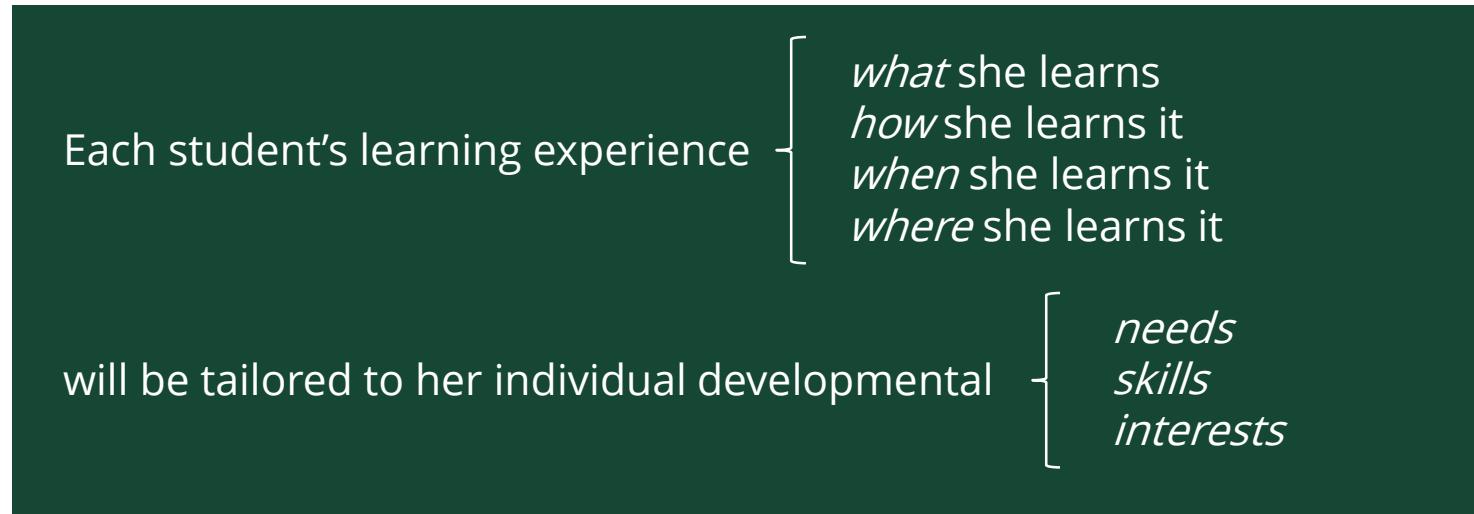 Each student’s learning experience
what she learns
how she learns it
when she learns it
where she learns it
will be tailored to her individual developmental
needs
skills
interests